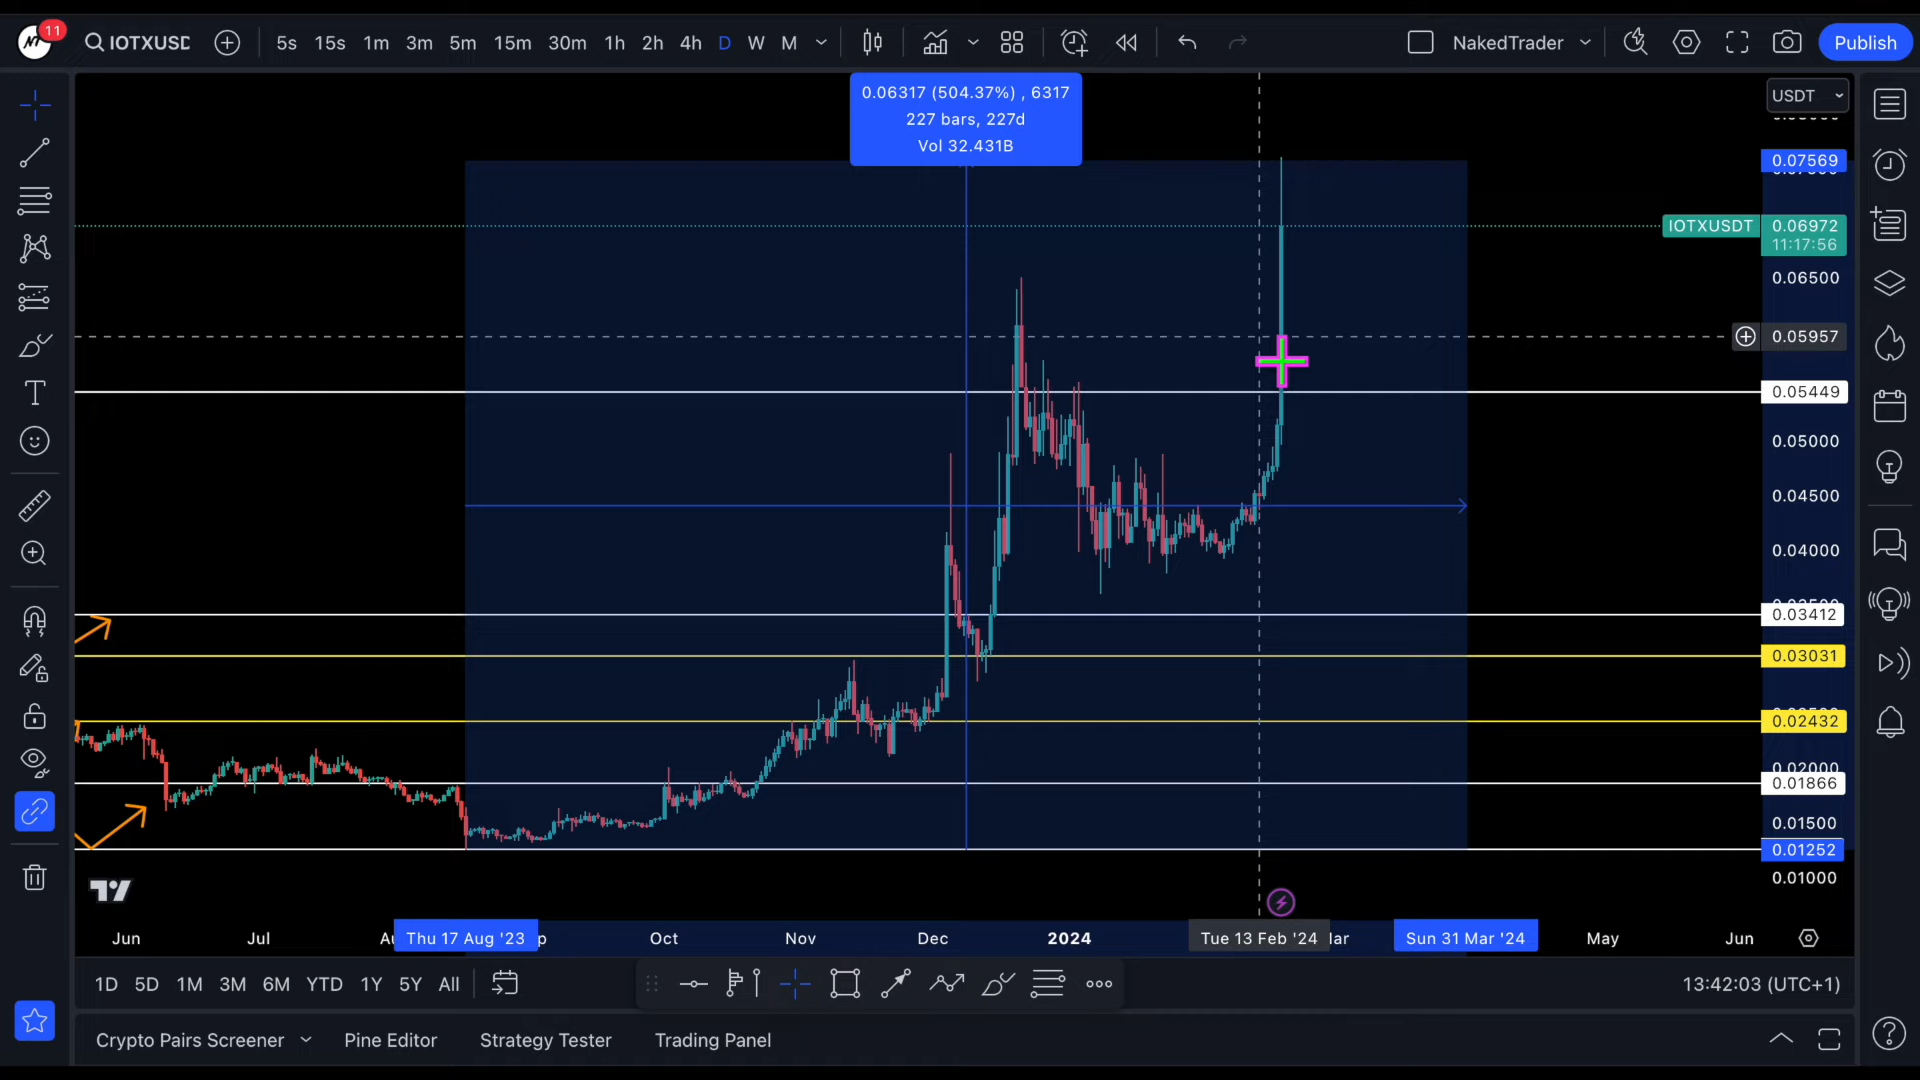 11
IOTXUSD
5s 15s 1m 3m 5m 15m 30m 1h 2h 4h D W M
NakedTrader
Publish
0.06317 (504.37%) , 6317
227 bars, 227d
Vol 32.431B
USDT
0.07569
IOTXUSDT 0.06972
11:17:56
0.06500
0.05957
0.05449
0.05000
0.04500
0.04000
0.03412
0.03031
0.02432
0.02000
0.01866
0.01500
0.01252
0.01000
Jun Jul Thu 17 Aug '23 Oct Nov Dec 2024 Tue 13 Feb '24 Sun 31 Mar '24 May Jun
1D 5D 1M 3M 6M YTD 1Y 5Y All
13:42:03 (UTC+1)
Crypto Pairs Screener Pine Editor Strategy Tester Trading Panel